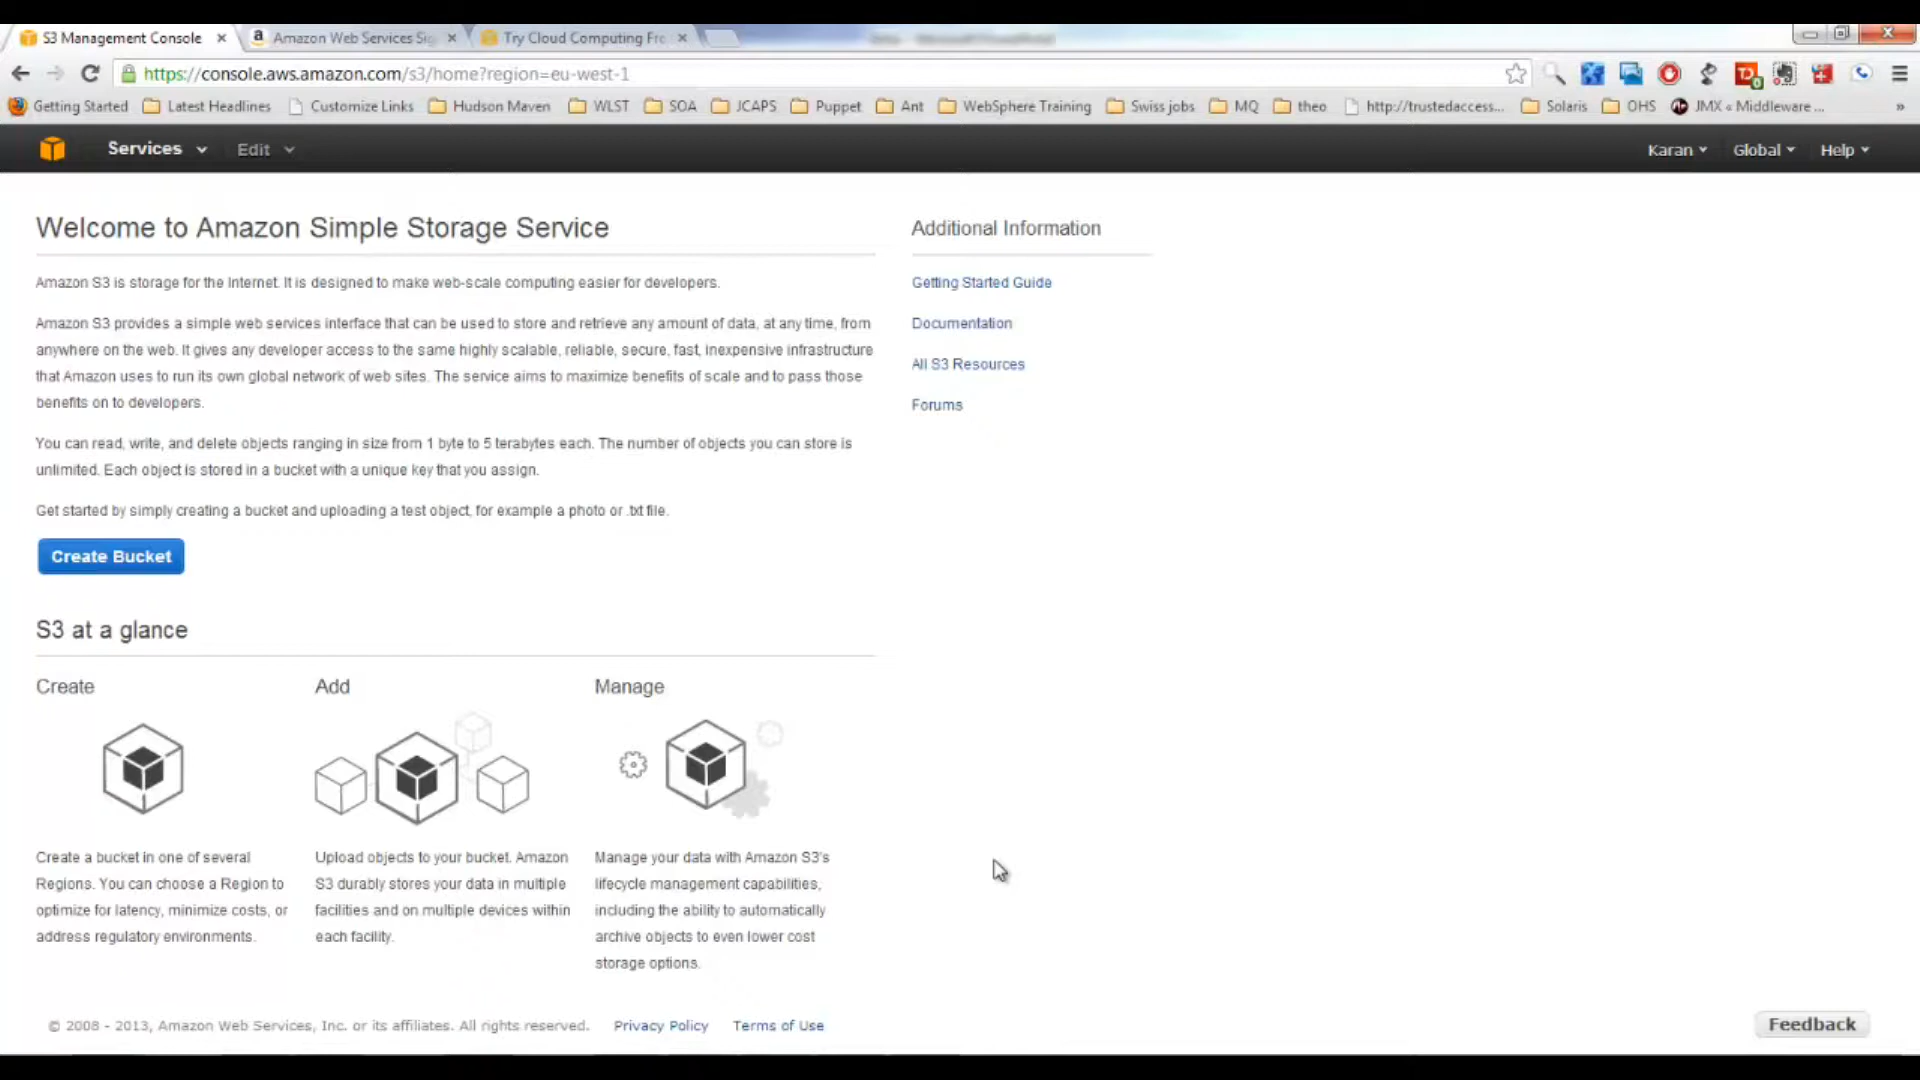 S3 Management Console
Amazon Web Services Sig
Try Cloud Computing Fre
https://console.aws.amazon.com/s3/home?region=eu-west-1
Getting Started
Latest Headlines
Customize Links
Hudson Maven
WLST
SOA
JCAPS
Puppet
Ant
WebSphere Training
Swiss jobs
MQ
theo
http://trustedaccess...
Solaris
OHS
JMX « Middleware ...
»
Services
Edit
Karan
Global
Help
Welcome to Amazon Simple Storage Service
Amazon S3 is storage for the Internet. It is designed to make web-scale computing easier for developers.
Amazon S3 provides a simple web services interface that can be used to store and retrieve any amount of data, at any time, from
anywhere on the web. It gives any developer access to the same highly scalable, reliable, secure, fast, inexpensive infrastructure
that Amazon uses to run its own global network of web sites. The service aims to maximize benefits of scale and to pass those
benefits on to developers.
You can read, write, and delete objects ranging in size from 1 byte to 5 terabytes each. The number of objects you can store is
unlimited. Each object is stored in a bucket with a unique key that you assign.
Get started by simply creating a bucket and uploading a test object, for example a photo or .txt file.
Create Bucket
Additional Information
Getting Started Guide
Documentation
All S3 Resources
Forums
S3 at a glance
Create
Create a bucket in one of several
Regions. You can choose a Region to
optimize for latency, minimize costs, or
address regulatory environments.
Add
Upload objects to your bucket. Amazon
S3 durably stores your data in multiple
facilities and on multiple devices within
each facility.
Manage
Manage your data with Amazon S3's
lifecycle management capabilities,
including the ability to automatically
archive objects to even lower cost
storage options.
© 2008 - 2013, Amazon Web Services, Inc. or its affiliates. All rights reserved.
Privacy Policy
Terms of Use
Feedback